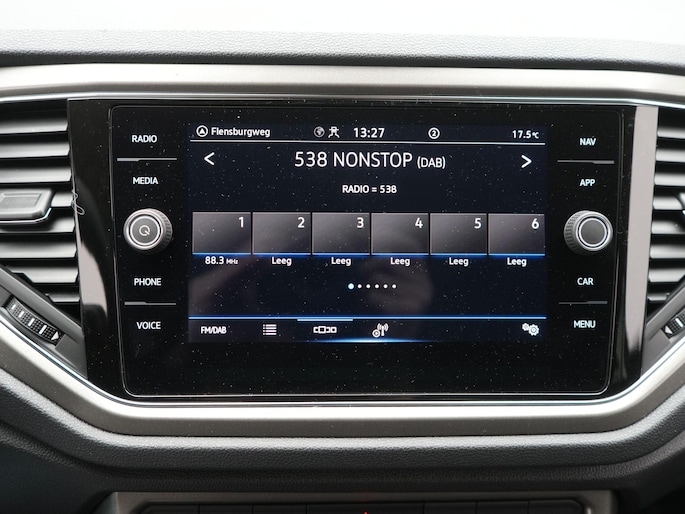 RADIO
MEDIA
PHONE
VOICE
Flensburgweg 13:27 2 17.5°C
< 538 NONSTOP (DAB) >
RADIO = 538
1 2 3 4 5 6
88.3 MHz Leeg Leeg Leeg Leeg Leeg
FM/DAB
NAV
APP
CAR
MENU